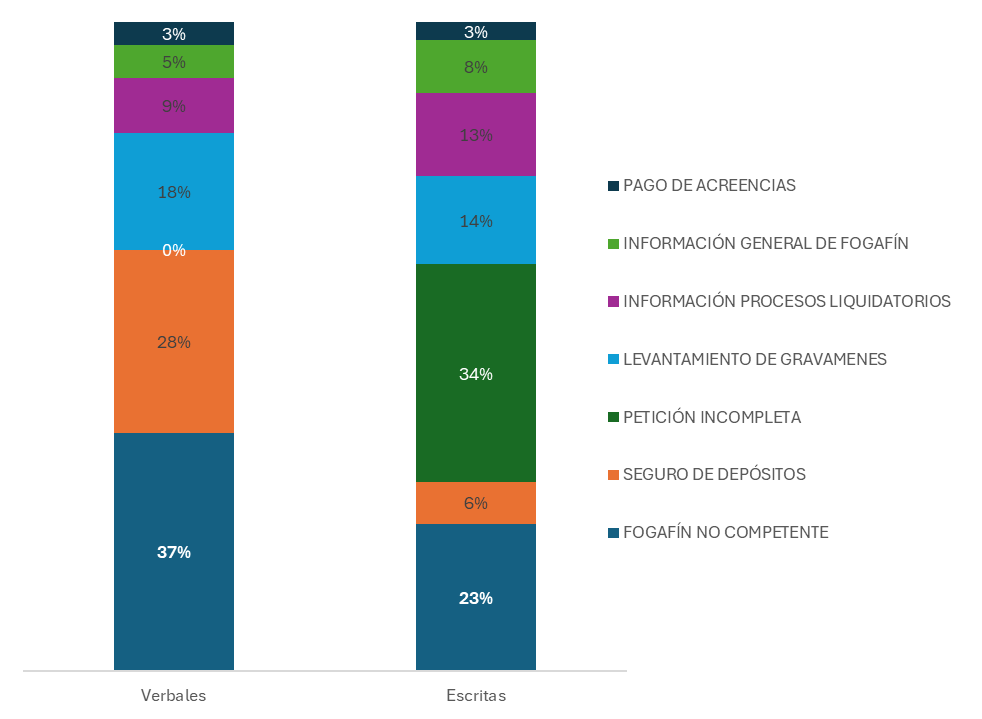 3%
5%
9%
18%
0%
28%
37%
Verbales
3%
8%
13%
14%
34%
6%
23%
Escritas
PAGO DE ACREENCIAS
INFORMACIÓN GENERAL DE FOGAFÍN
INFORMACIÓN PROCESOS LIQUIDATORIOS
LEVANTAMIENTO DE GRAVAMENES
PETICIÓN INCOMPLETA
SEGURO DE DEPÓSITOS
FOGAFÍN NO COMPETENTE